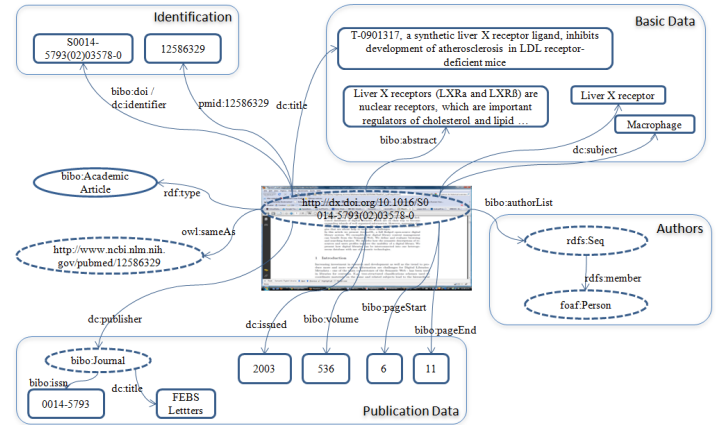 Identification
S0014-
5793(02)03578-0
12586329
bibo:doi /
dc:identifier
pmid:12586329
dc:title
Basic Data
T-0901317, a synthetic liver X receptor ligand, inhibits
development of atherosclerosis in LDL receptor-
deficient mice
Liver X receptors (LXRa and LXRß) are
nuclear receptors, which are important
regulators of cholesterol and lipid …
Liver X receptor
Macrophage
bibo:abstract
dc:subject
bibo:Academic
Article
rdf:type
http://dx:doi.org/10.1016/S0
014-5793(02)03578-0
bibo:authorList
owl:sameAs
http://www.ncbi.nlm.nih.
gov/pubmed/12586329
Authors
rdfs:Seq
rdfs:member
foaf:Person
1 Introduction
dc:publisher
dc:issued
bibo:volume
bibo:pageStart
bibo:pageEnd
bibo:Journal
2003
536
6
11
bibo:issn
dc:title
0014-5793
FEBS
Lettters
Publication Data